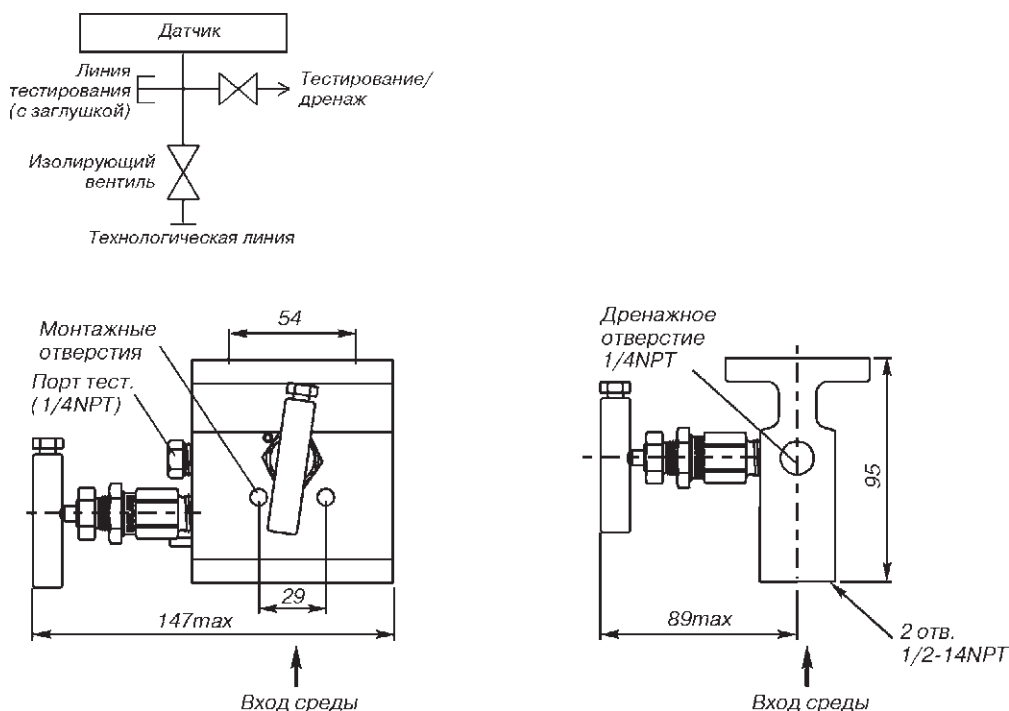 Датчик
Линия
тестирования
(с заглушкой)
Тестирование/
дренаж
Изолирующий
вентиль
Технологическая линия
54
Монтажные
отверстия
Порт тест.
(1/4NPT)
29
147max
Вход среды
Дренажное
отверстие
1/4NPT
95
89max
2 отв.
1/2-14NPT
Вход среды